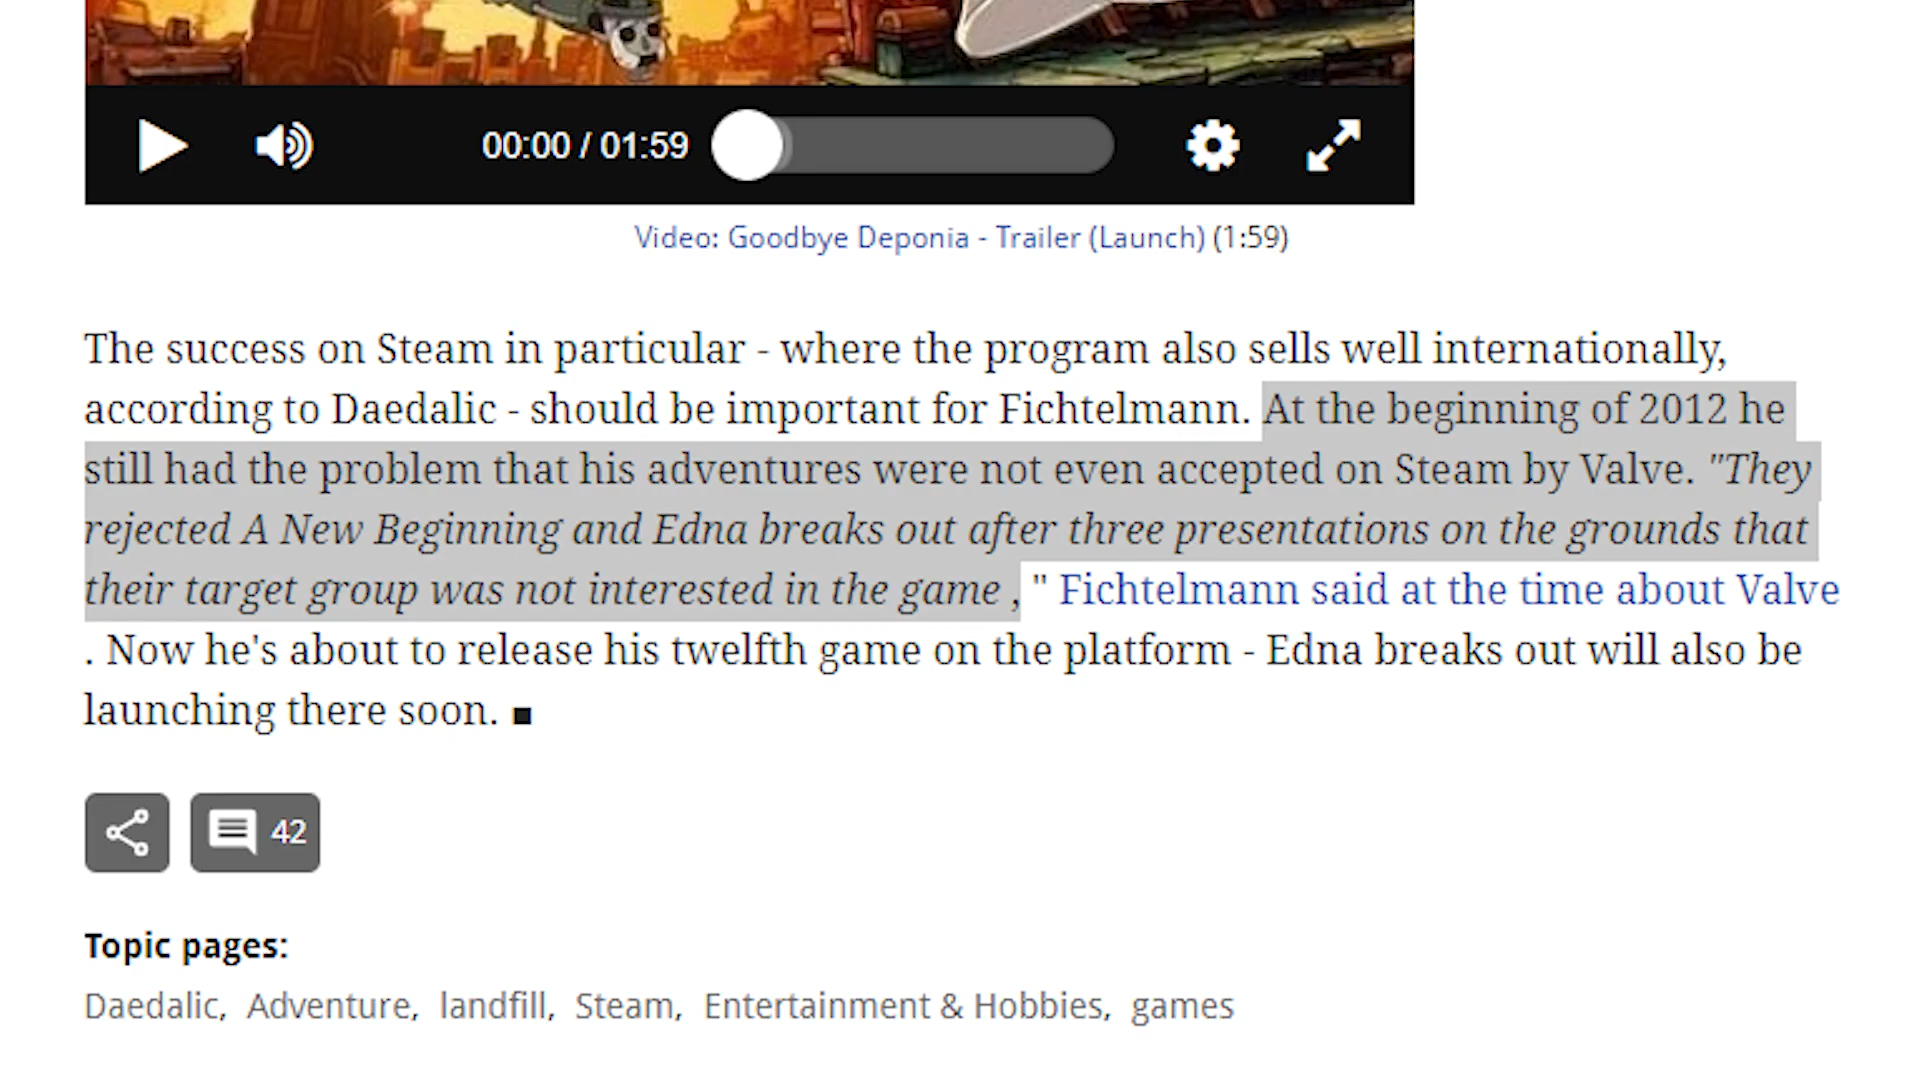 00:00 / 01:59
Video: Goodbye Deponia - Trailer (Launch) (1:59)
The success on Steam in particular - where the program also sells well internationally,
according to Daedalic - should be important for Fichtelmann. At the beginning of 2012 he
still had the problem that his adventures were not even accepted on Steam by Valve. "They
rejected A New Beginning and Edna breaks out after three presentations on the grounds that
their target group was not interested in the game , " Fichtelmann said at the time about Valve
. Now he's about to release his twelfth game on the platform - Edna breaks out will also be
launching there soon. ■
42
Topic pages:
Daedalic, Adventure, landfill, Steam, Entertainment & Hobbies, games